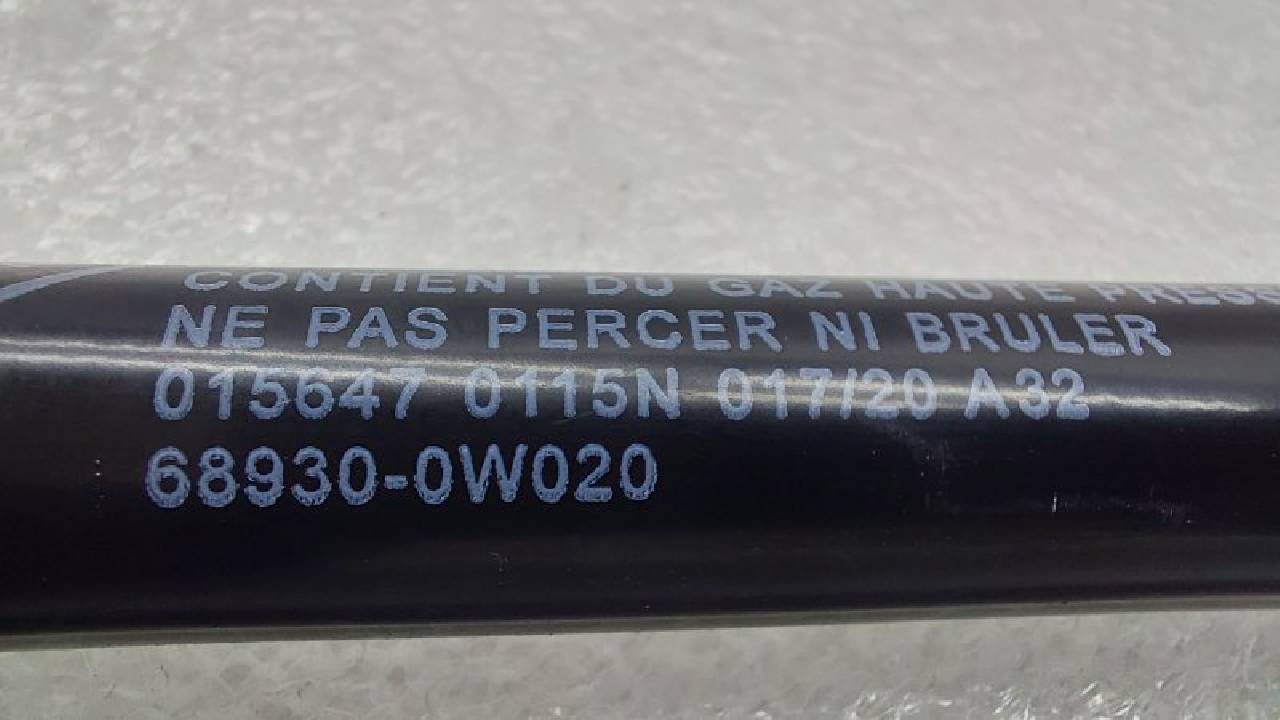 CONTIENT DU GAZ HAUTE
NE PAS PERCER NI BRULER
015647 0115N 017/20 A32
68930-0W020